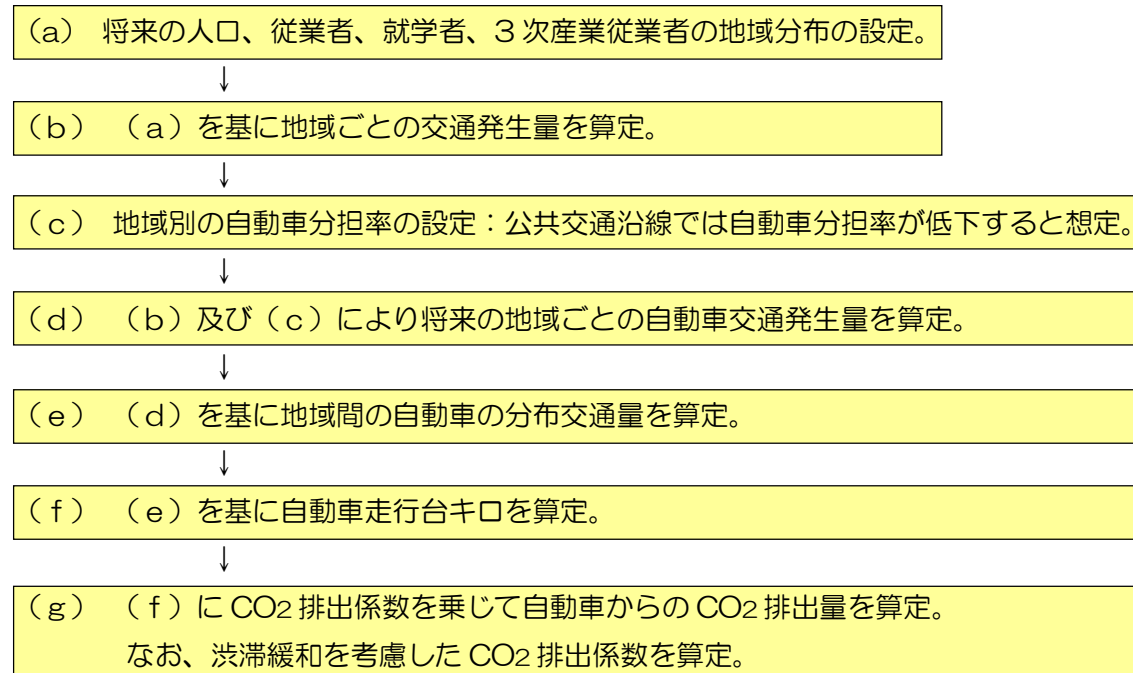 （a） 将来の人口、従業者、就学者、３次産業従業者の地域分布の設定。
↓
（ｂ） （ａ）を基に地域ごとの交通発生量を算定。
↓
（ｃ） 地域別の自動車分担率の設定：公共交通沿線では自動車分担率が低下すると想定。
↓
（ｄ） （ｂ）及び（ｃ）により将来の地域ごとの自動車交通発生量を算定。
↓
（ｅ） （ｄ）を基に地域間の自動車の分布交通量を算定。
↓
（ｆ） （ｅ）を基に自動車走行台キロを算定。
↓
（ｇ） （ｆ）に CO2 排出係数を乗じて自動車からの CO2 排出量を算定。
なお、渋滞緩和を考慮した CO2 排出係数を算定。